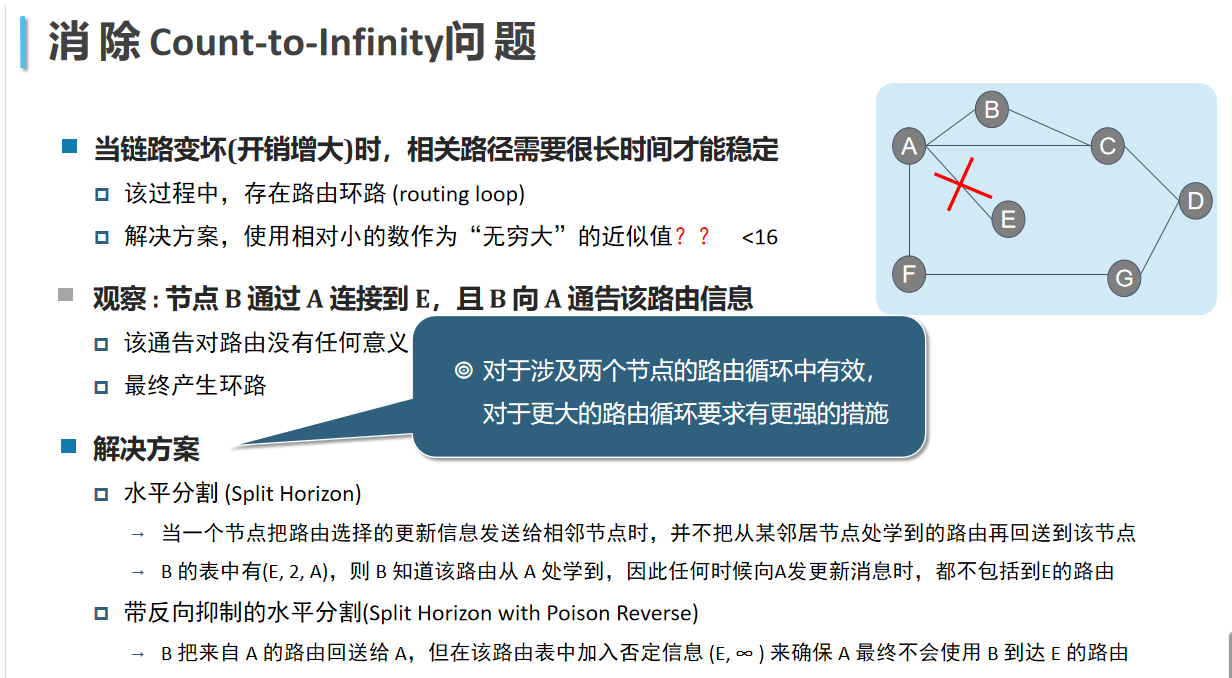 消除 Count-to-Infinity问题
当链路变坏(开销增大)时，相关路径需要很长时间才能稳定
该过程中，存在路由环路 (routing loop)
解决方案，使用相对小的数作为“无穷大”的近似值？？ <16
观察 : 节点 B 通过 A 连接到 E，且 B 向 A 通告该路由信息
该通告对路由没有任何意义
最终产生环路
◎ 对于涉及两个节点的路由循环中有效，
对于更大的路由循环要求有更强的措施
解决方案
水平分割 (Split Horizon)
→ 当一个节点把路由选择的更新信息发送给相邻节点时，并不把从某邻居节点处学到的路由再回送到该节点
→ B 的表中有(E, 2, A)，则 B 知道该路由从 A 处学到，因此任何时候向A发更新消息时，都不包括到E的路由
带反向抑制的水平分割(Split Horizon with Poison Reverse)
→ B 把来自 A 的路由回送给 A，但在该路由表中加入否定信息 (E, ∞ ) 来确保 A 最终不会使用 B 到达 E 的路由
B
A
C
D
E
F
G